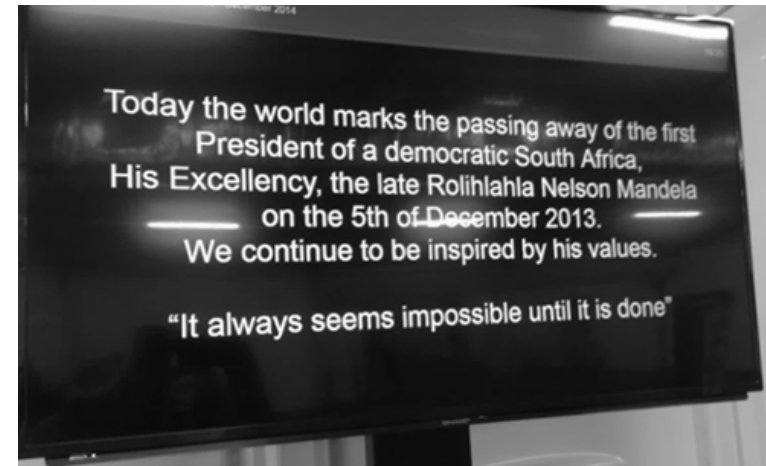 December 2014
Today the world marks the passing away of the first
President of a democratic South Africa,
His Excellency, the late Rolihlahla Nelson Mandela
on the 5th of December 2013.
We continue to be inspired by his values.
“It always seems impossible until it is done”